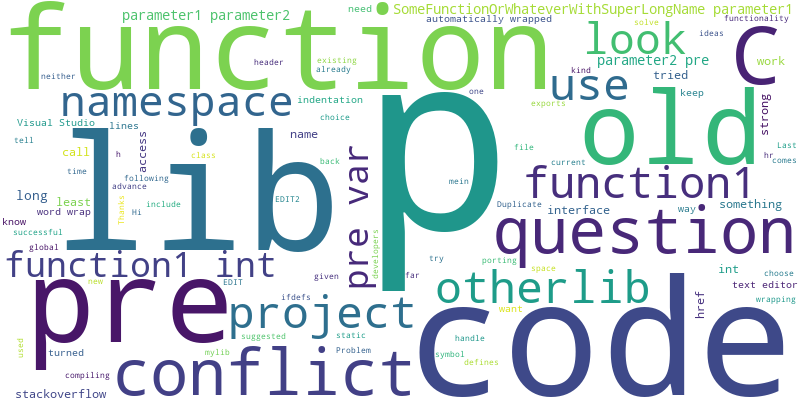 function
parameter1 parameter2
need
SomeFunctionOrWhateverWithSuperLongName parameter1
automatically wrapped
solve
functionality
look
ideas
C
header
existing
neither
already
kind
parameter2 pre
work
use
tried
keep
namespace
indentation
one
exports
strong
p
old
Visual Studio
lines
name
choice
file
tell
call
h
access
class
lib
back
current
hr
Last
comes
time
following
advance
pre var
mein
function1
long
least
include
Thanks
Hi
EDIT2
Duplicate
interface
way
something
word wrap
know
successful
question
global
function1 int
developers
far
try
porting
space
int
choose
text editor
wrapping
new
EDIT
given
otherlib
href
pre
project
ifdefs
want
code
used
suggested
static
handle
symbol
defines
turned
mylib
Problem
compiling
conflict
stackoverflow